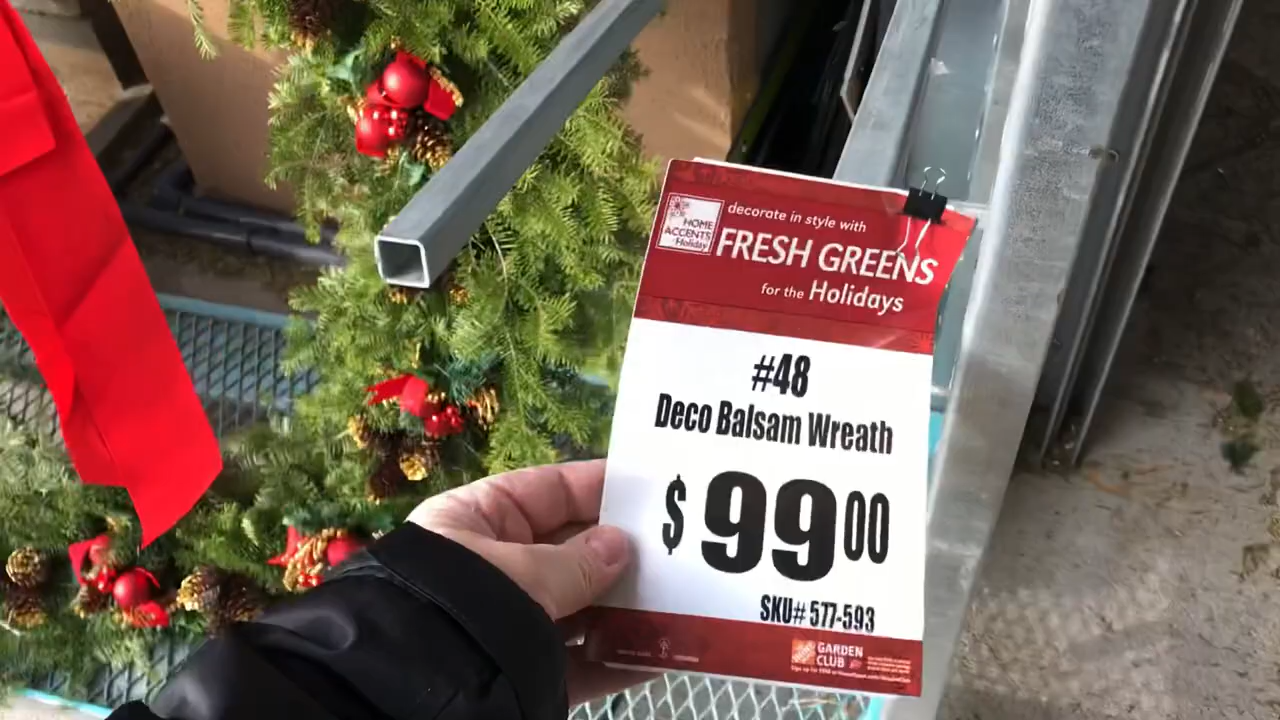 HOME
ACCENTS
Holiday
decorate in style with
FRESH GREENS
for the Holidays
#48
Deco Balsam Wreath
$ 99 00
SKU# 577-593
GARDEN
CLUB